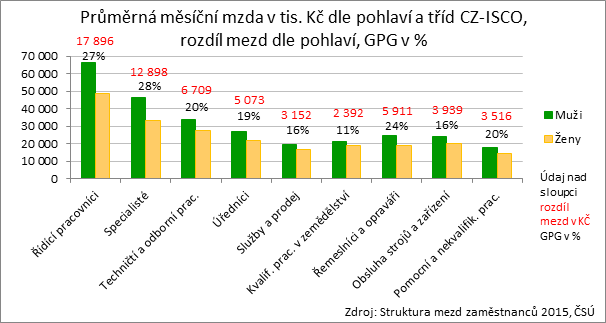 Průměrná měsíční mzda v tis. Kč dle pohlaví a tříd CZ-ISCO,
rozdíl mezd dle pohlaví, GPG v %
70 000
60 000
50 000
40 000
30 000
20 000
10 000
0
17 896
27%
12 898
28%
6 709
20%
5 073
19%
3 152
16%
2 392
11%
5 911
24%
3 939
16%
3 516
20%
Řídící pracovníci
Specialisté
Techničtí a odborní prac.
Úředníci
Služby a prodej
Kvalif. prac. v zemědělství
Řemeslníci a opraváři
Obsluha strojů a zařízení
Pomocní a nekvalifik. prac.
Muži
Ženy
Údaj nad
sloupci
rozdíl
mezd v KČ
GPG v %
Zdroj: Struktura mezd zaměstnanců 2015, ČSÚ